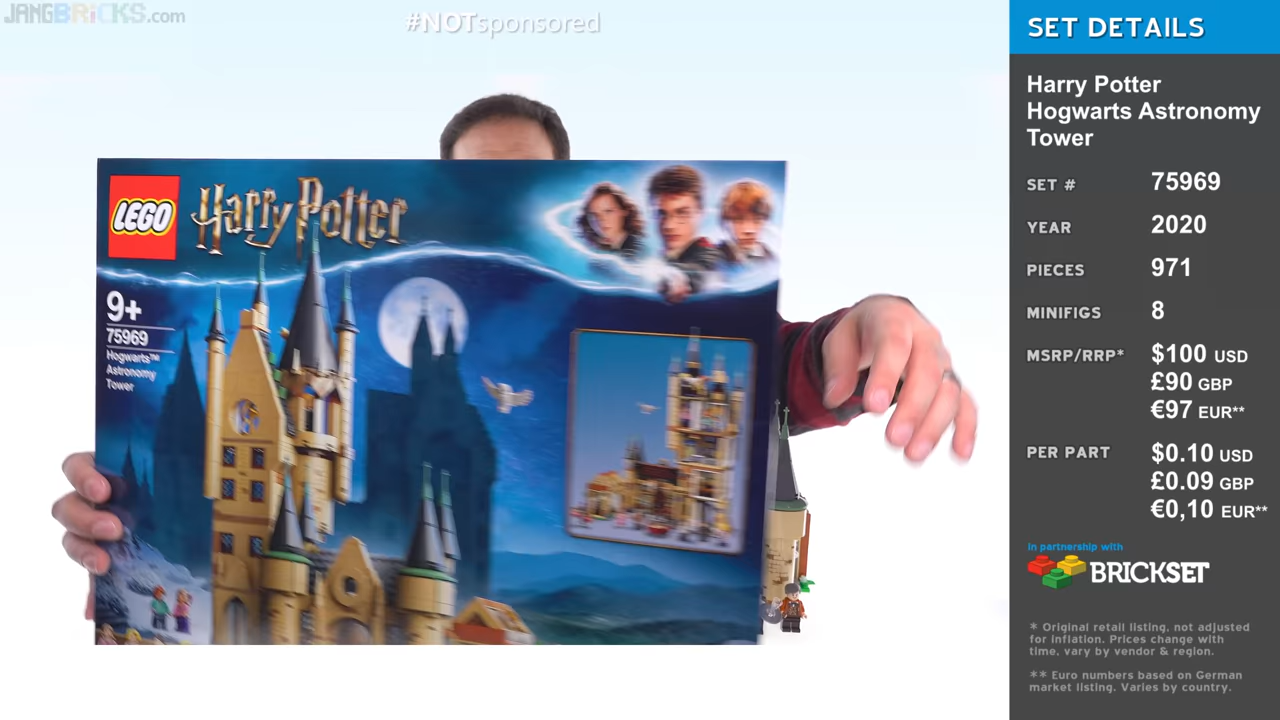 JANGBRiCKS.com
#NOTsponsored
LEGO
Harry Potter
9+
75969
Hogwarts™
Astronomy
Tower
SET DETAILS
Harry Potter
Hogwarts Astronomy
Tower
SET # 75969
YEAR 2020
PIECES 971
MINIFIGS 8
MSRP/RRP* $100 USD
£90 GBP
€97 EUR**
PER PART $0.10 USD
£0.09 GBP
€0,10 EUR**
in partnership with
BRICKSET
* Original retail listing, not adjusted
for inflation. Prices change with
time, vary by vendor & region.
** Euro numbers based on German
market listing. Varies by country.